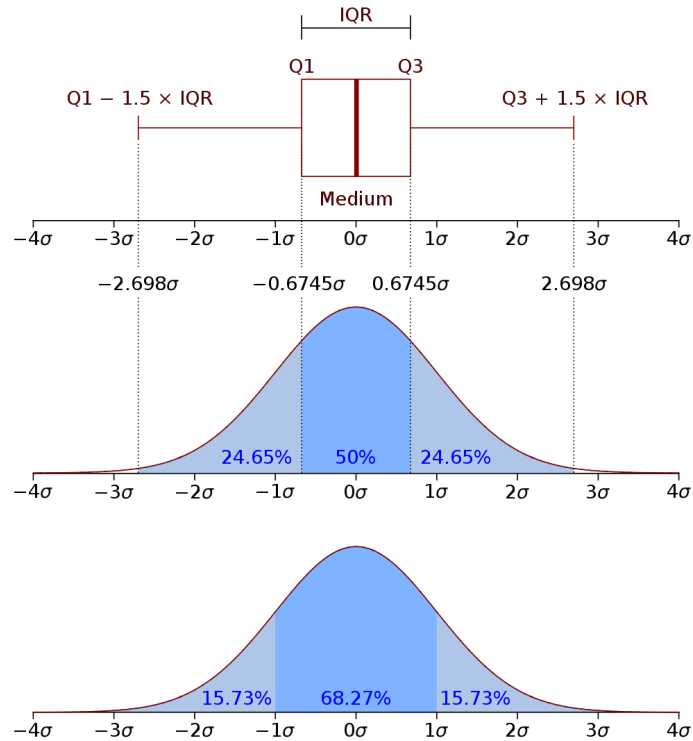 IQR
Q1 Q3
Q1 − 1.5 × IQR Q3 + 1.5 × IQR
Medium
−4σ −3σ −2σ −1σ 0σ 1σ 2σ 3σ 4σ
−2.698σ −0.6745σ 0.6745σ 2.698σ
24.65% 50% 24.65%
−4σ −3σ −2σ −1σ 0σ 1σ 2σ 3σ 4σ
15.73% 68.27% 15.73%
−4σ −3σ −2σ −1σ 0σ 1σ 2σ 3σ 4σ